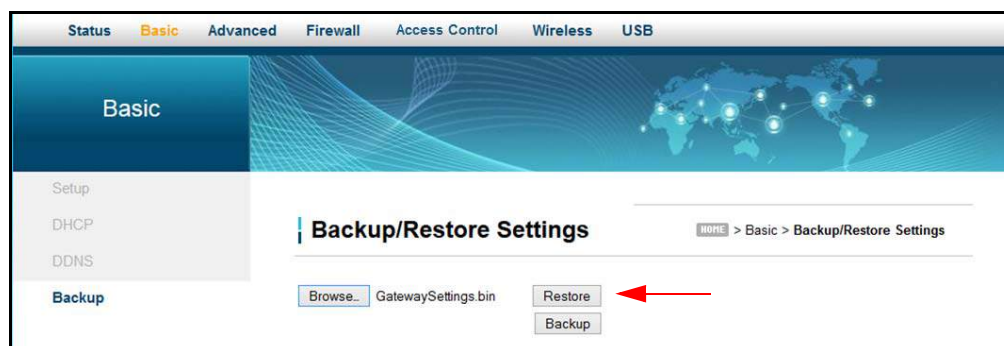 Status Basic Advanced Firewall Access Control Wireless USB
Basic
Setup
DHCP
DDNS
Backup
Backup/Restore Settings
HOME > Basic > Backup/Restore Settings
Browse.. GatewaySettings.bin Restore
Backup